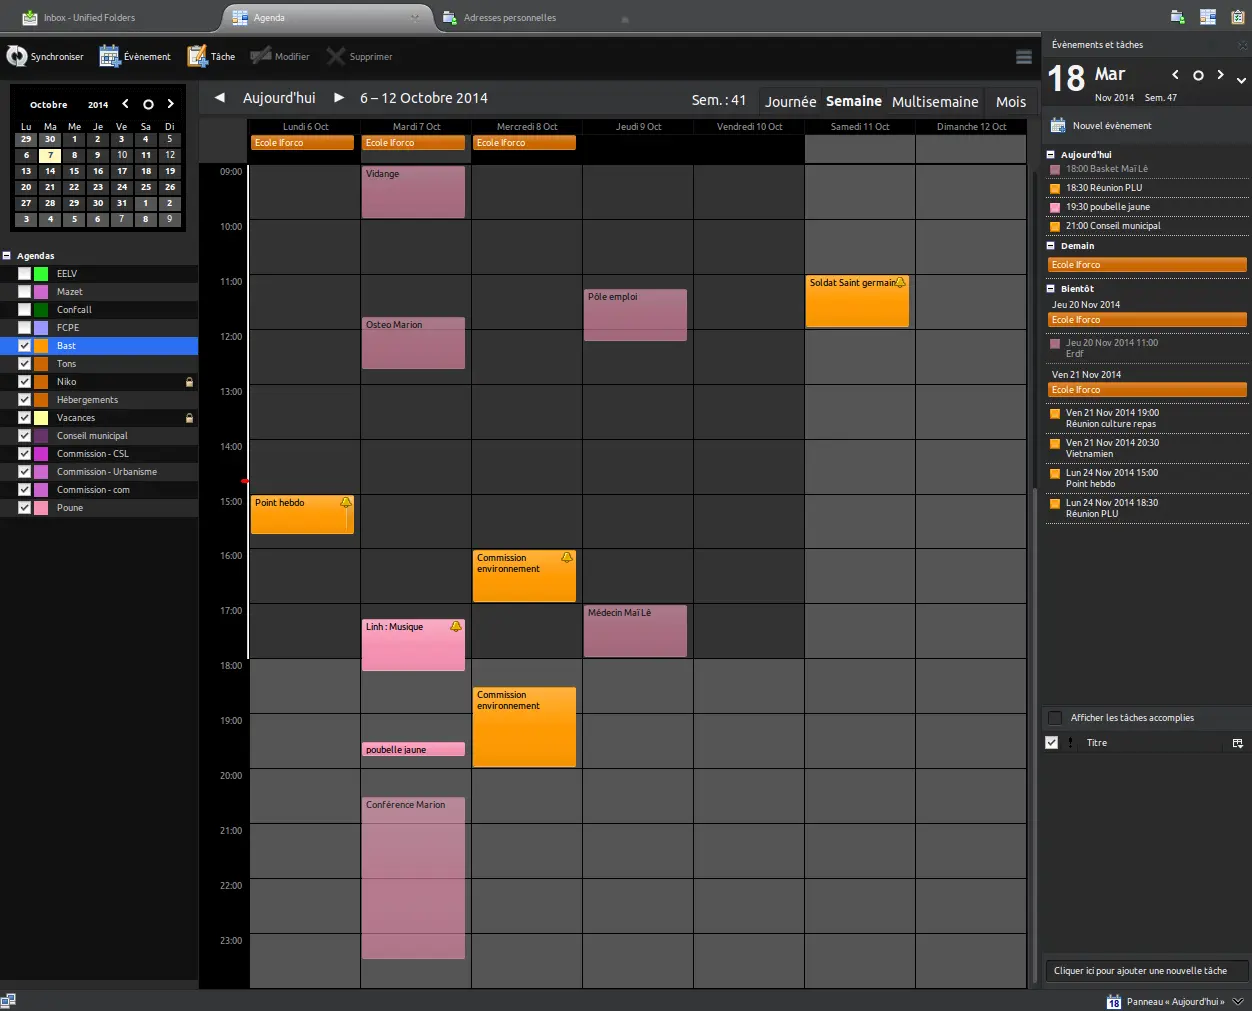 Inbox - Unified Folders
Agenda
Adresses personnelles
Synchroniser
Évènement
Tâche
Modifier
Supprimer
Octobre 2014
Lu Ma Me Je Ve Sa Di
29 30 1 2 3 4 5
6 7 8 9 10 11 12
13 14 15 16 17 18 19
20 21 22 23 24 25 26
27 28 29 30 31 1 2
3 4 5 6 7 8 9
Agendas
EELV
Mazet
Confcall
FCPE
Bast
Tons
Niko
Hébergements
Vacances
Conseil municipal
Commission - CSL
Commission - Urbanisme
Commission - com
Poune
Aujourd'hui
6 – 12 Octobre 2014
Sem. : 41
Journée
Semaine
Multisemaine
Mois
Lundi 6 Oct
Mardi 7 Oct
Mercredi 8 Oct
Jeudi 9 Oct
Vendredi 10 Oct
Samedi 11 Oct
Dimanche 12 Oct
Ecole Iforco
Ecole Iforco
Ecole Iforco
09:00
10:00
11:00
12:00
13:00
14:00
15:00
16:00
17:00
18:00
19:00
20:00
21:00
22:00
23:00
Point hebdo
Vidange
Osteo Marion
Linh : Musique
poubelle jaune
Conférence Marion
Commission
environnement
Commission
environnement
Pôle emploi
Médecin Maï Lê
Soldat Saint germain
Évènements et tâches
18 Mar
Nov 2014 Sem. 47
Nouvel évènement
Aujourd'hui
18:00 Basket Maï Lê
18:30 Réunion PLU
19:30 poubelle jaune
21:00 Conseil municipal
Demain
Ecole Iforco
Bientôt
Jeu 20 Nov 2014
Ecole Iforco
Jeu 20 Nov 2014 11:00
Erdf
Ven 21 Nov 2014
Ecole Iforco
Ven 21 Nov 2014 19:00
Réunion culture repas
Ven 21 Nov 2014 20:30
Vietnamien
Lun 24 Nov 2014 15:00
Point hebdo
Lun 24 Nov 2014 18:30
Réunion PLU
Afficher les tâches accomplies
! Titre
Cliquer ici pour ajouter une nouvelle tâche
18 Panneau « Aujourd'hui »